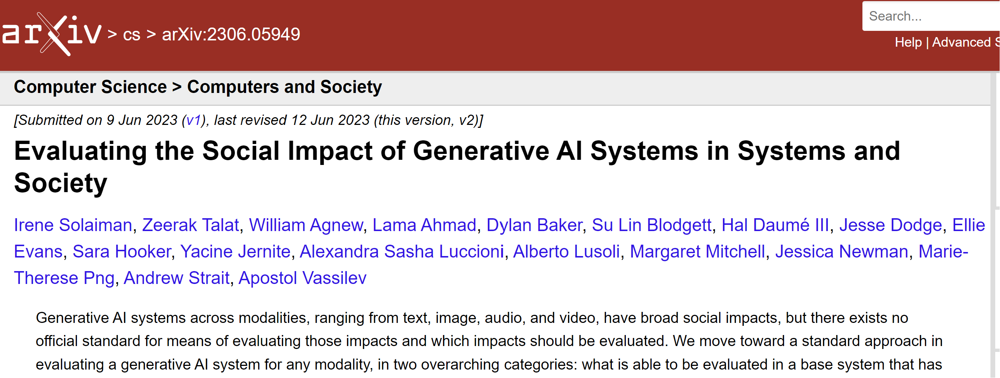 arXiv > cs > arXiv:2306.05949
Search...
Help | Advanced S
Computer Science > Computers and Society
[Submitted on 9 Jun 2023 (v1), last revised 12 Jun 2023 (this version, v2)]
Evaluating the Social Impact of Generative AI Systems in Systems and
Society
Irene Solaiman, Zeerak Talat, William Agnew, Lama Ahmad, Dylan Baker, Su Lin Blodgett, Hal Daumé III, Jesse Dodge, Ellie
Evans, Sara Hooker, Yacine Jernite, Alexandra Sasha Luccioni, Alberto Lusoli, Margaret Mitchell, Jessica Newman, Marie-
Therese Png, Andrew Strait, Apostol Vassilev
Generative AI systems across modalities, ranging from text, image, audio, and video, have broad social impacts, but there exists no
official standard for means of evaluating those impacts and which impacts should be evaluated. We move toward a standard approach in
evaluating a generative AI system for any modality, in two overarching categories: what is able to be evaluated in a base system that has